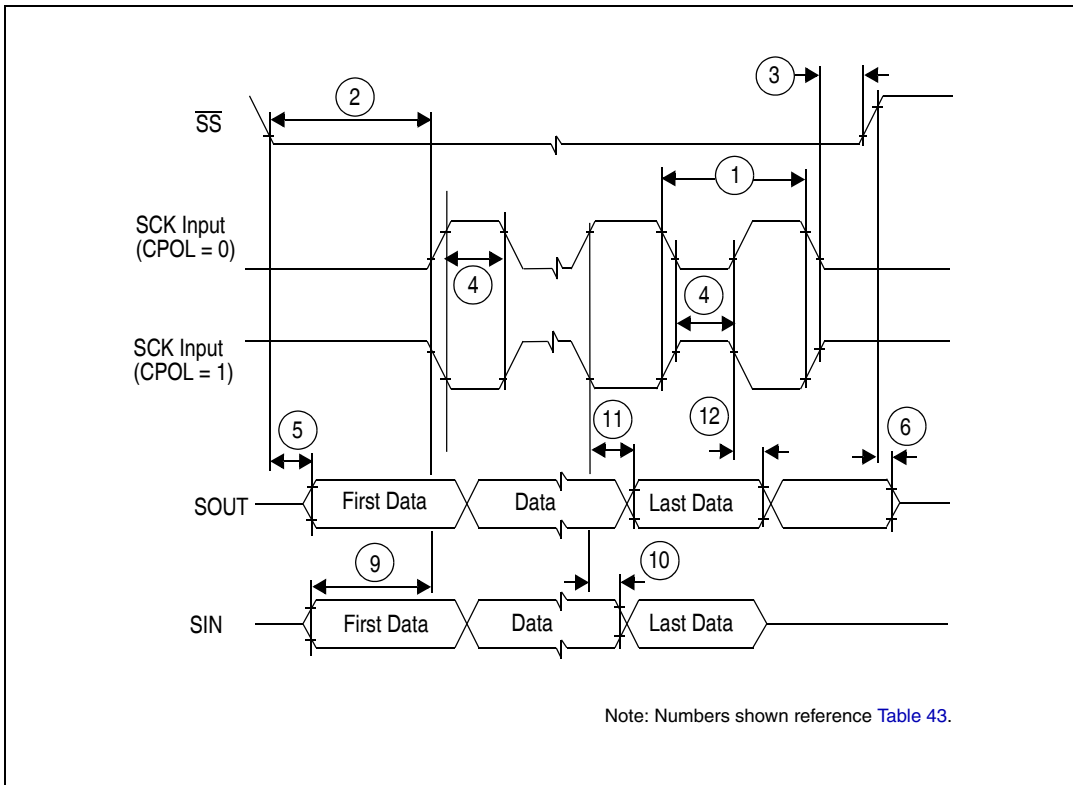 3
2
SS
1
SCK Input
(CPOL = 0)
4
4
SCK Input
(CPOL = 1)
5
11
12
6
SOUT
First Data
Data
Last Data
9
10
SIN
First Data
Data
Last Data
Note: Numbers shown reference Table 43.